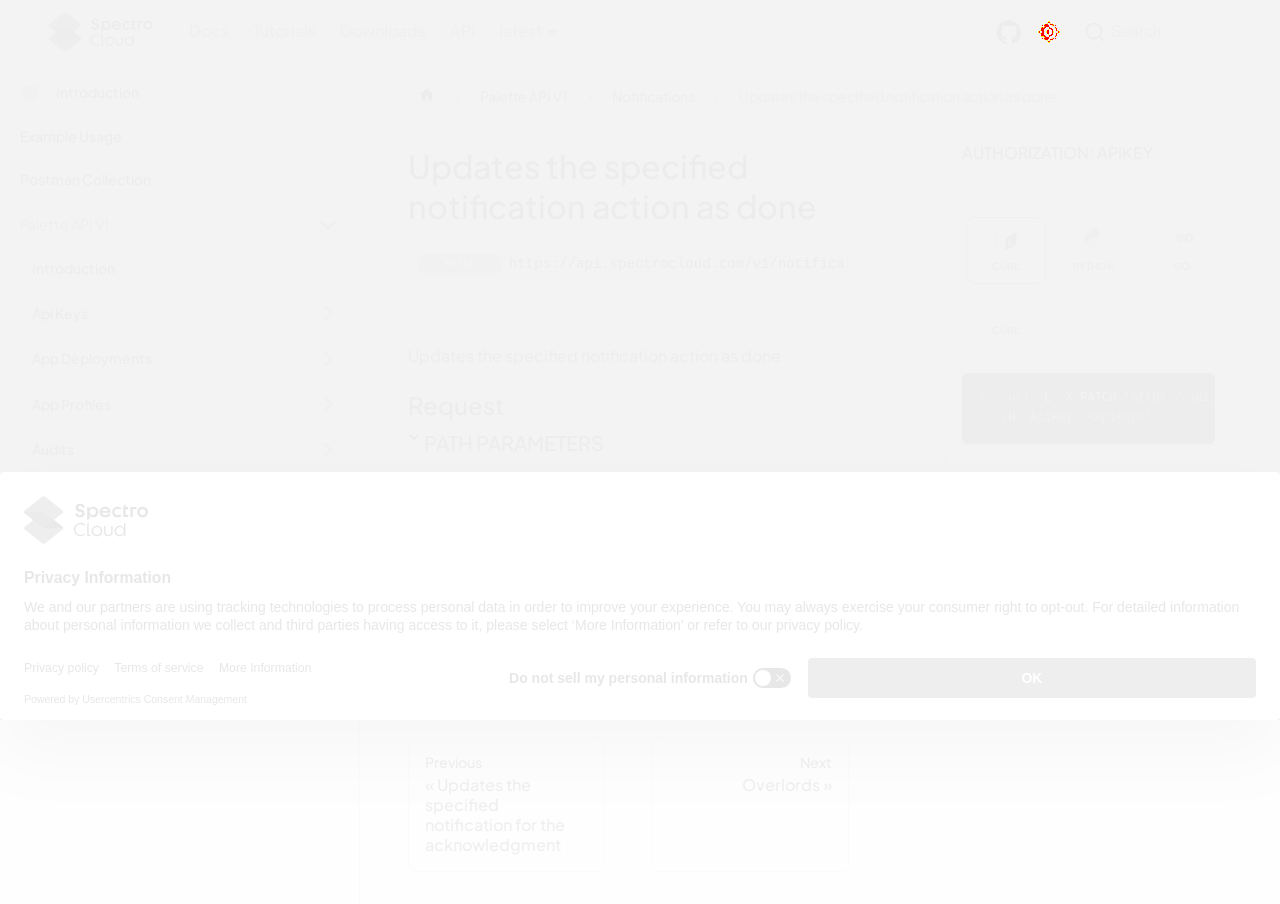 Spectro
Cloud
Docs
Tutorials
Downloads
API
latest
Search
Introduction
Palette API V1
Notifications
Updates the specified notification action as done
Example Usage
Postman Collection
Palette API V1
Introduction
Api Keys
App Deployments
App Profiles
Audits
Updates the specified
notification action as done
https://api.spectrocloud.com/v1/notifica
Updates the specified notification action as done
Request
PATH PARAMETERS
AUTHORIZATION: APIKEY
CURL
PYTHON
GO
GO
CURL
PATCH
Spectro
Cloud
Privacy Information
We and our partners are using tracking technologies to process personal data in order to improve your experience. You may always exercise your consumer right to opt-out. For detailed information
about personal information we collect and third parties having access to it, please select 'More Information' or refer to our privacy policy.
Privacy policy
Terms of service
More Information
Powered by Usercentrics Consent Management
Do not sell my personal information
OK
Previous
« Updates the
specified
notification for the
acknowledgment
Next
Overlords »